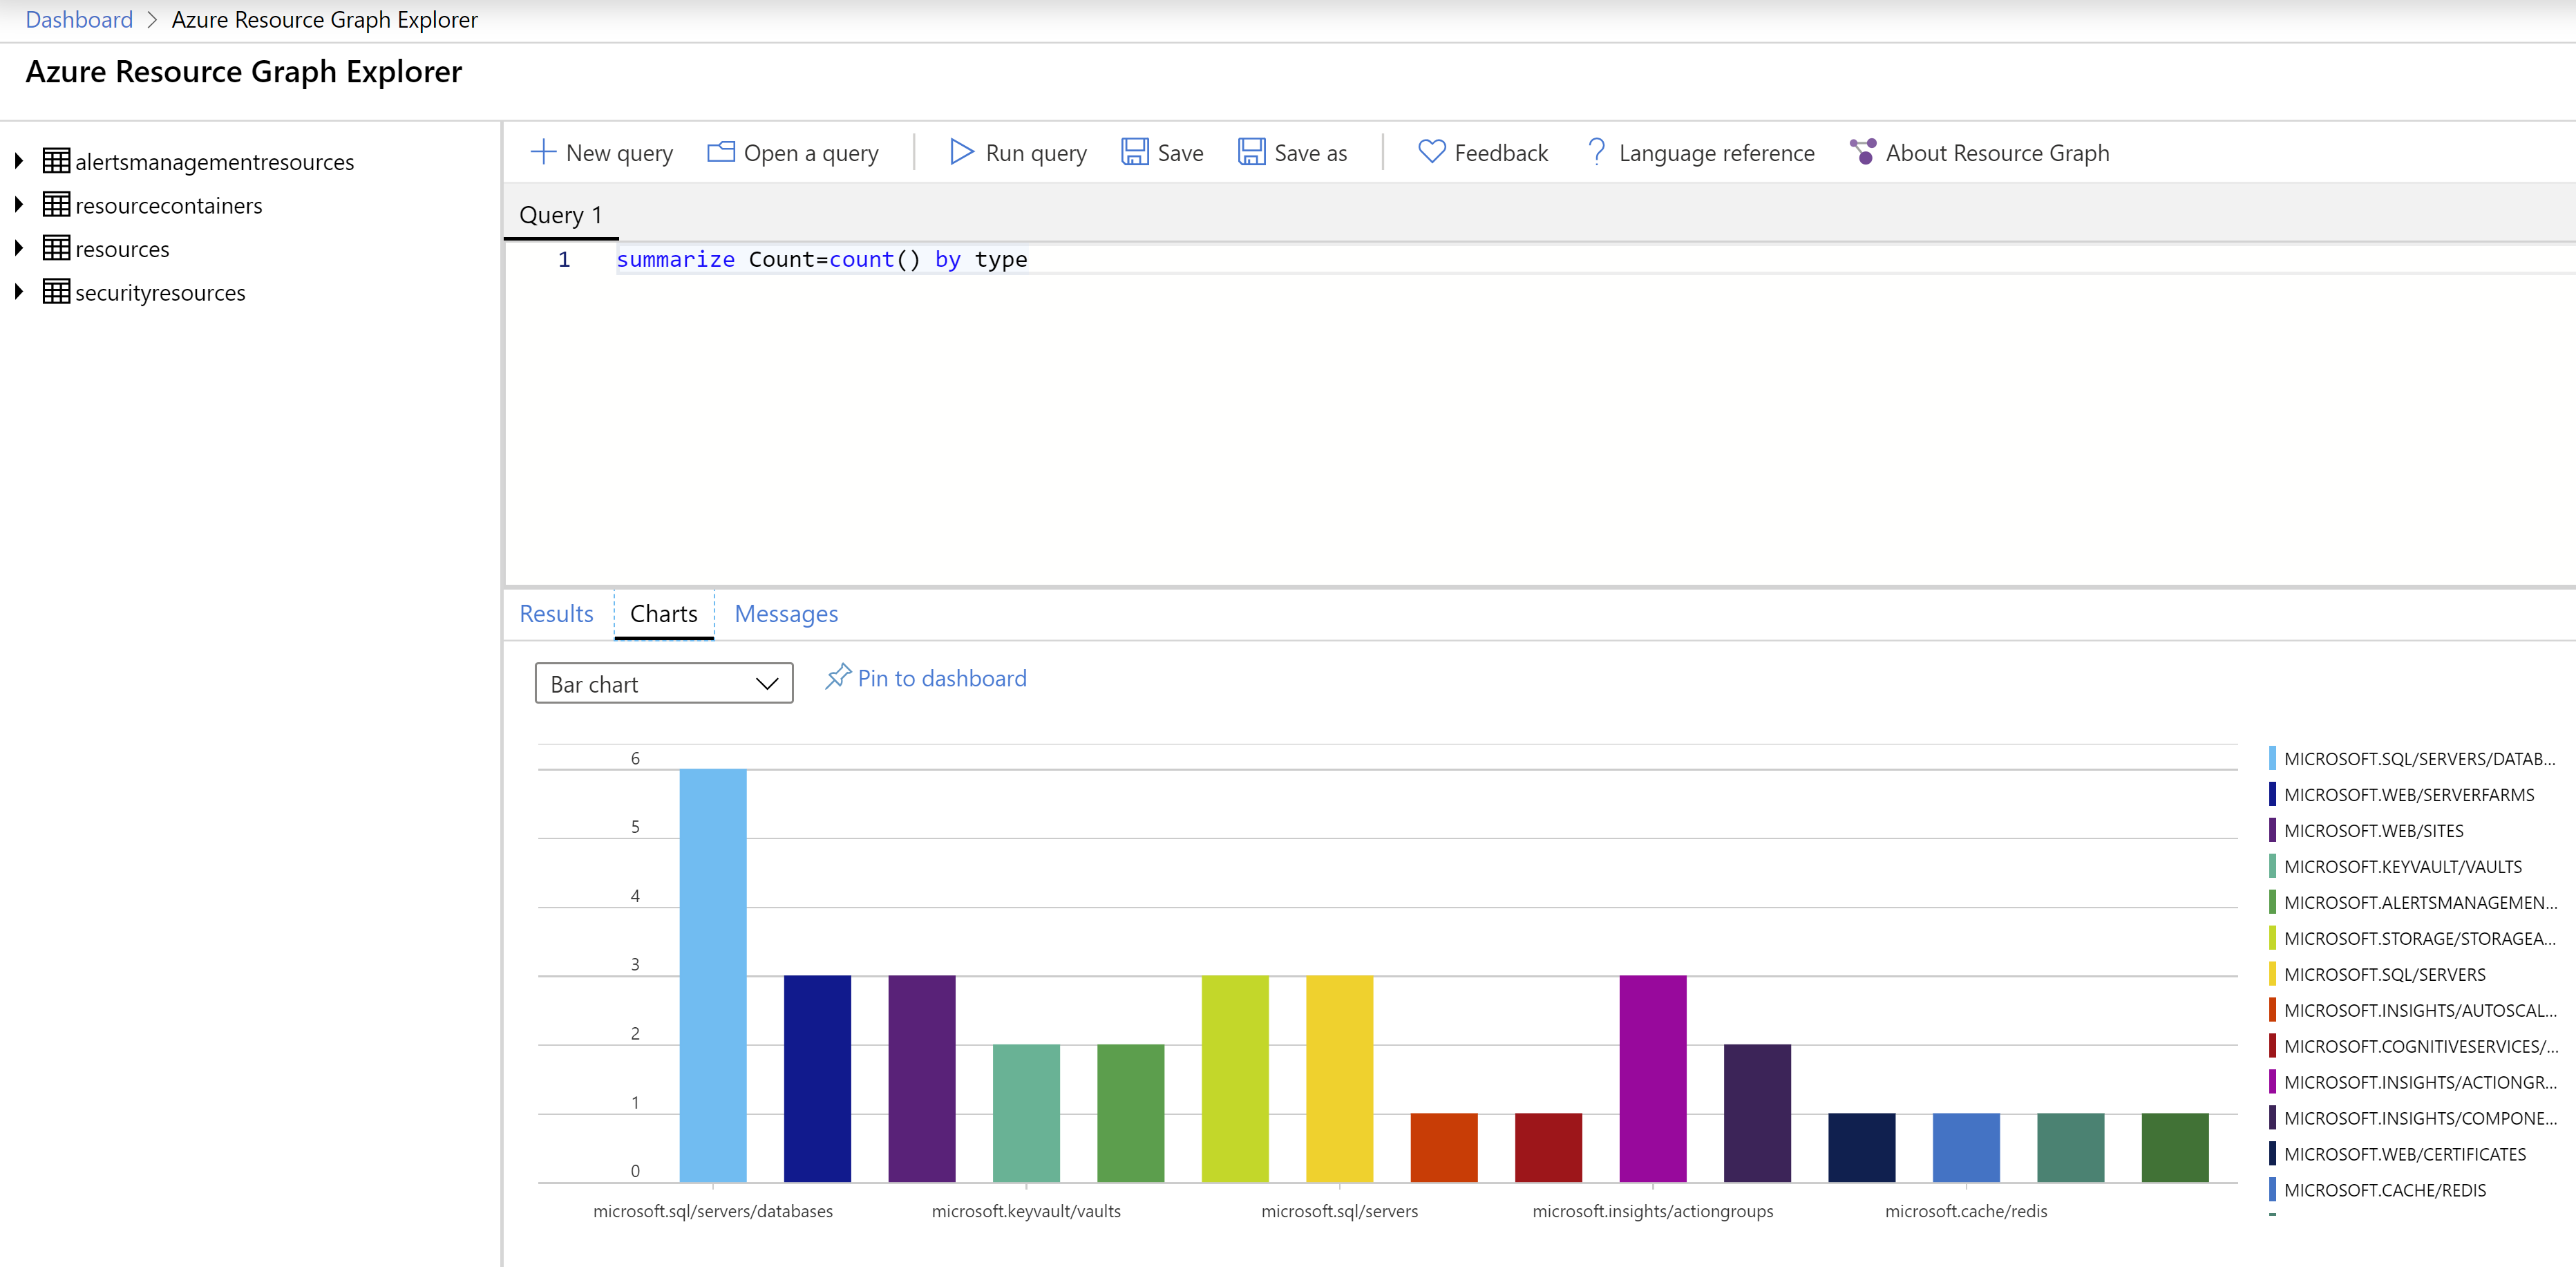 Dashboard > Azure Resource Graph Explorer
Azure Resource Graph Explorer
alertsmanagementresources
resourcecontainers
resources
securityresources
New query Open a query Run query Save Save as Feedback Language reference About Resource Graph
Query 1
1 summarize Count=count() by type
Results Charts Messages
Bar chart Pin to dashboard
6
5
4
3
2
1
0
microsoft.sql/servers/databases microsoft.keyvault/vaults microsoft.sql/servers microsoft.insights/actiongroups microsoft.cache/redis
MICROSOFT.SQL/SERVERS/DATAB...
MICROSOFT.WEB/SERVERFARMS
MICROSOFT.WEB/SITES
MICROSOFT.KEYVAULT/VAULTS
MICROSOFT.ALERTSMANAGEMEN...
MICROSOFT.STORAGE/STORAGEA...
MICROSOFT.SQL/SERVERS
MICROSOFT.INSIGHTS/AUTOSCAL...
MICROSOFT.COGNITIVESERVICES/...
MICROSOFT.INSIGHTS/ACTIONGR...
MICROSOFT.INSIGHTS/COMPONE...
MICROSOFT.WEB/CERTIFICATES
MICROSOFT.CACHE/REDIS